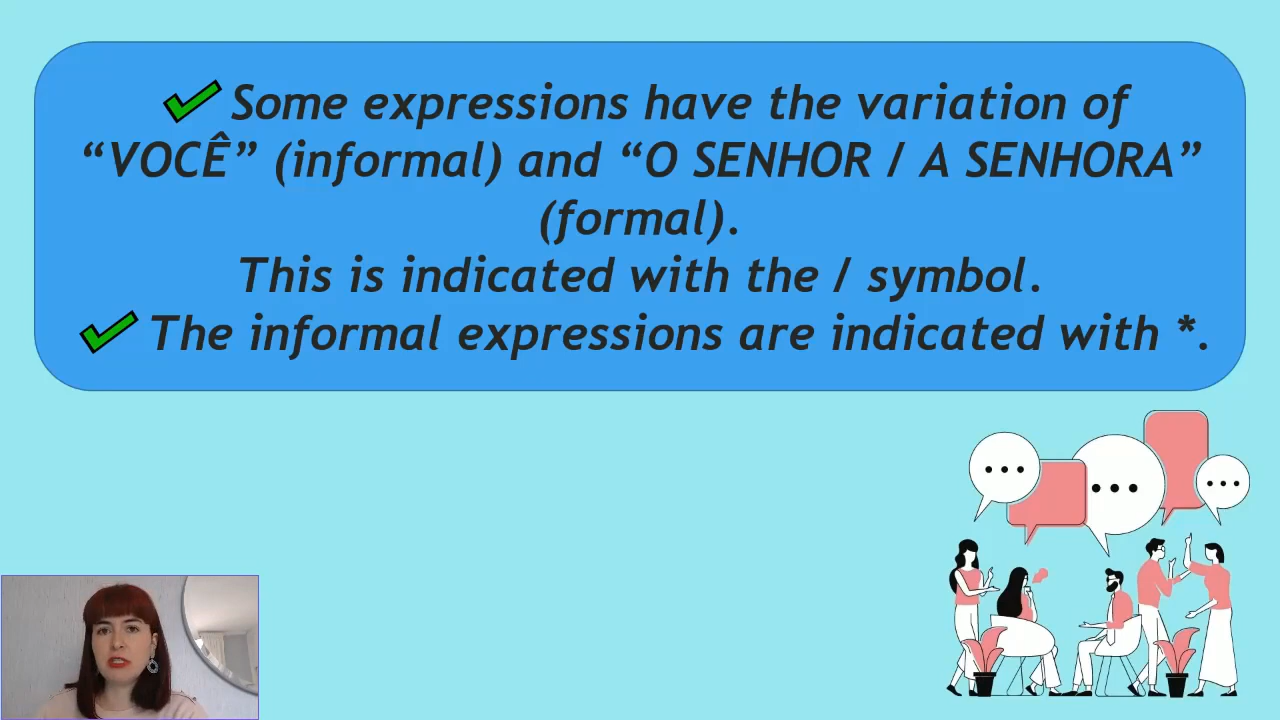 Some expressions have the variation of
“VOCÊ” (informal) and “O SENHOR / A SENHORA”
(formal).
This is indicated with the / symbol.
The informal expressions are indicated with *.